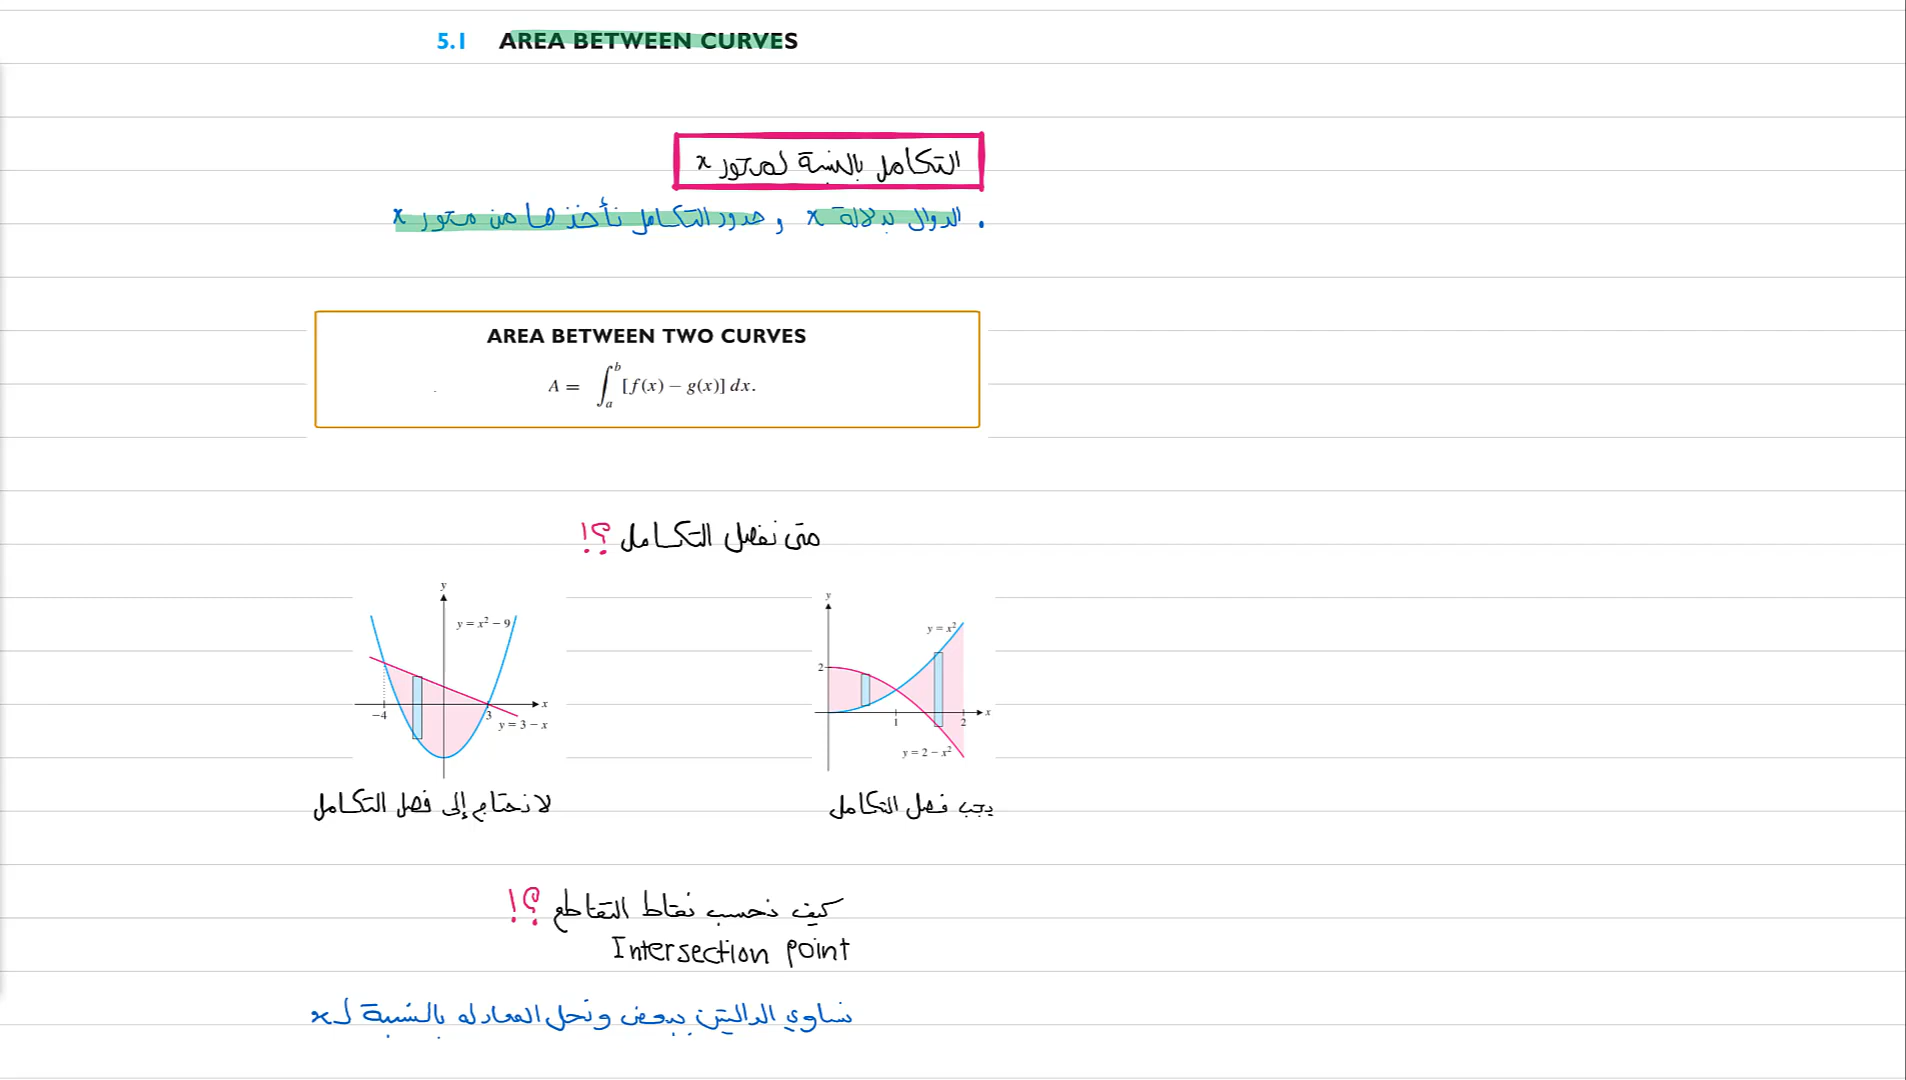 5.1 AREA BETWEEN CURVES
التكامل بالنسبة لمحور x
• الدوال بدلالة x و حدود التكامل نأخذها من محور x
AREA BETWEEN TWO CURVES
A = ∫_a^b [f(x) − g(x)] dx.
متى نفصل التكامل ؟!
y
y = x² − 9
x
−4
3
y = 3 − x
y
y = x²
2
x
1
2
y = 2 − x²
لا نحتاج إلى فصل التكامل
يجب فصل التكامل
كيف نحسب نقاط التقاطع ؟!
Intersection point
نساوي الدالتين ببعض ونحل المعادله بالنسبة لـ x